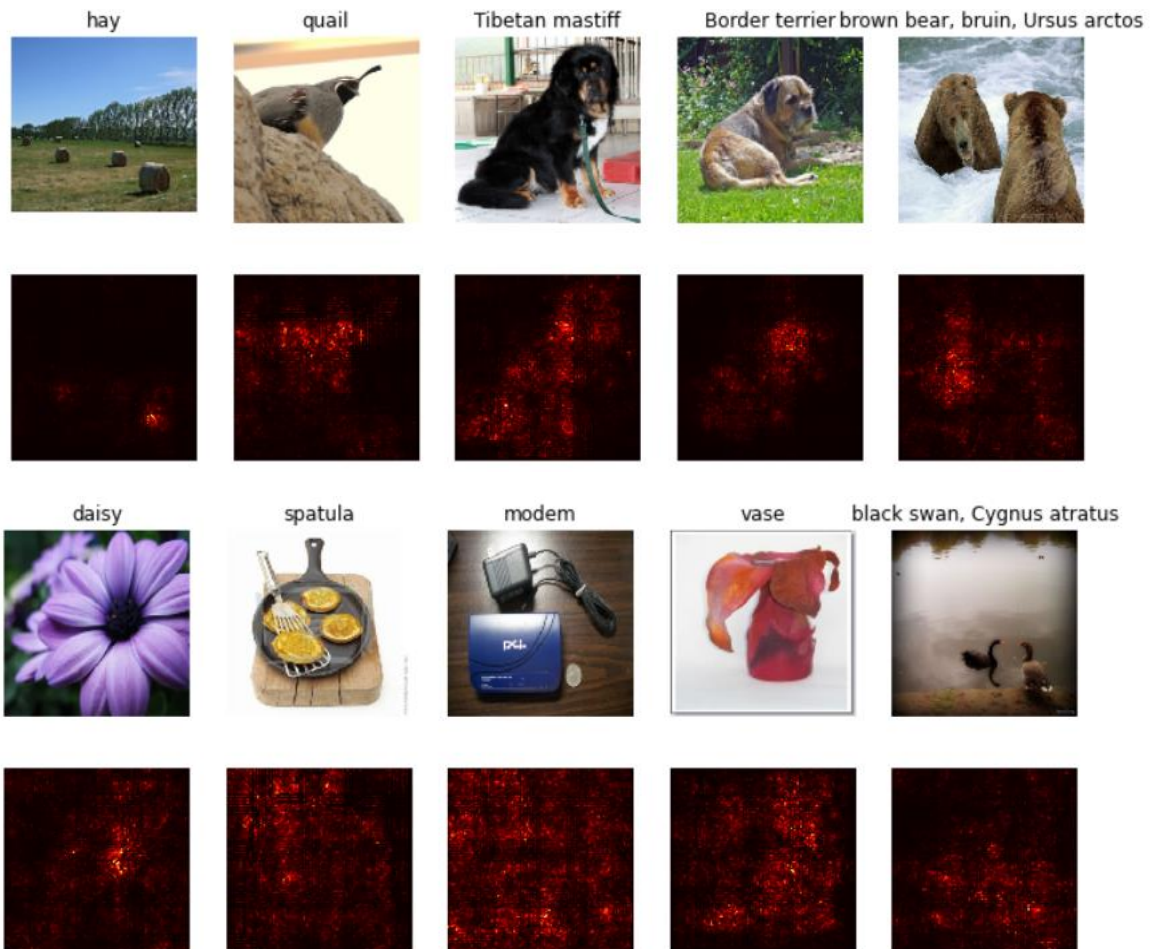 hay
quail
Tibetan mastiff
Border terrier
brown bear, bruin, Ursus arctos
daisy
spatula
modem
vase
black swan, Cygnus atratus